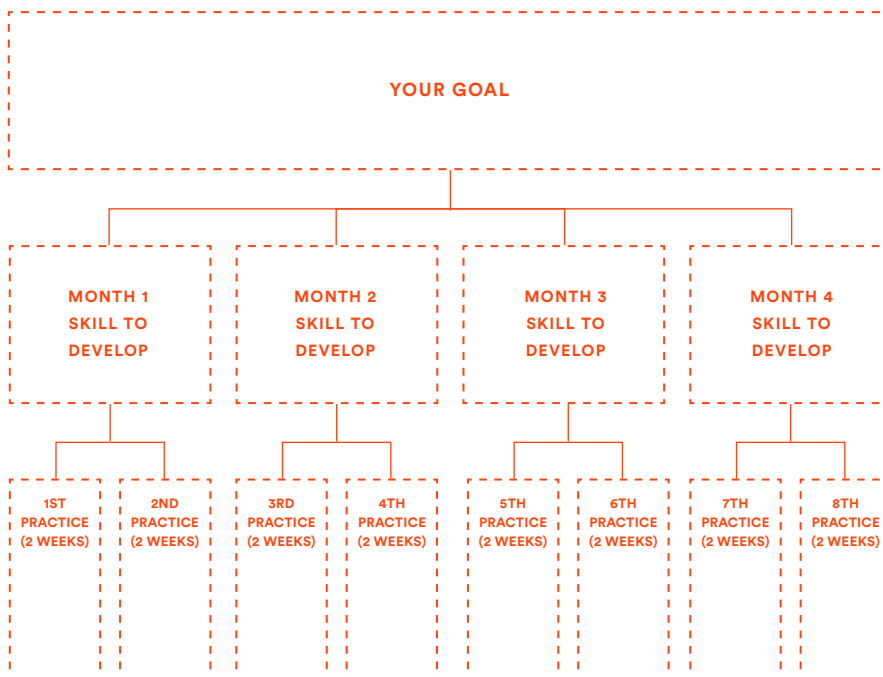 YOUR GOAL
MONTH 1
SKILL TO
DEVELOP
MONTH 2
SKILL TO
DEVELOP
MONTH 3
SKILL TO
DEVELOP
MONTH 4
SKILL TO
DEVELOP
1ST
PRACTICE
(2 WEEKS)
2ND
PRACTICE
(2 WEEKS)
3RD
PRACTICE
(2 WEEKS)
4TH
PRACTICE
(2 WEEKS)
5TH
PRACTICE
(2 WEEKS)
6TH
PRACTICE
(2 WEEKS)
7TH
PRACTICE
(2 WEEKS)
8TH
PRACTICE
(2 WEEKS)